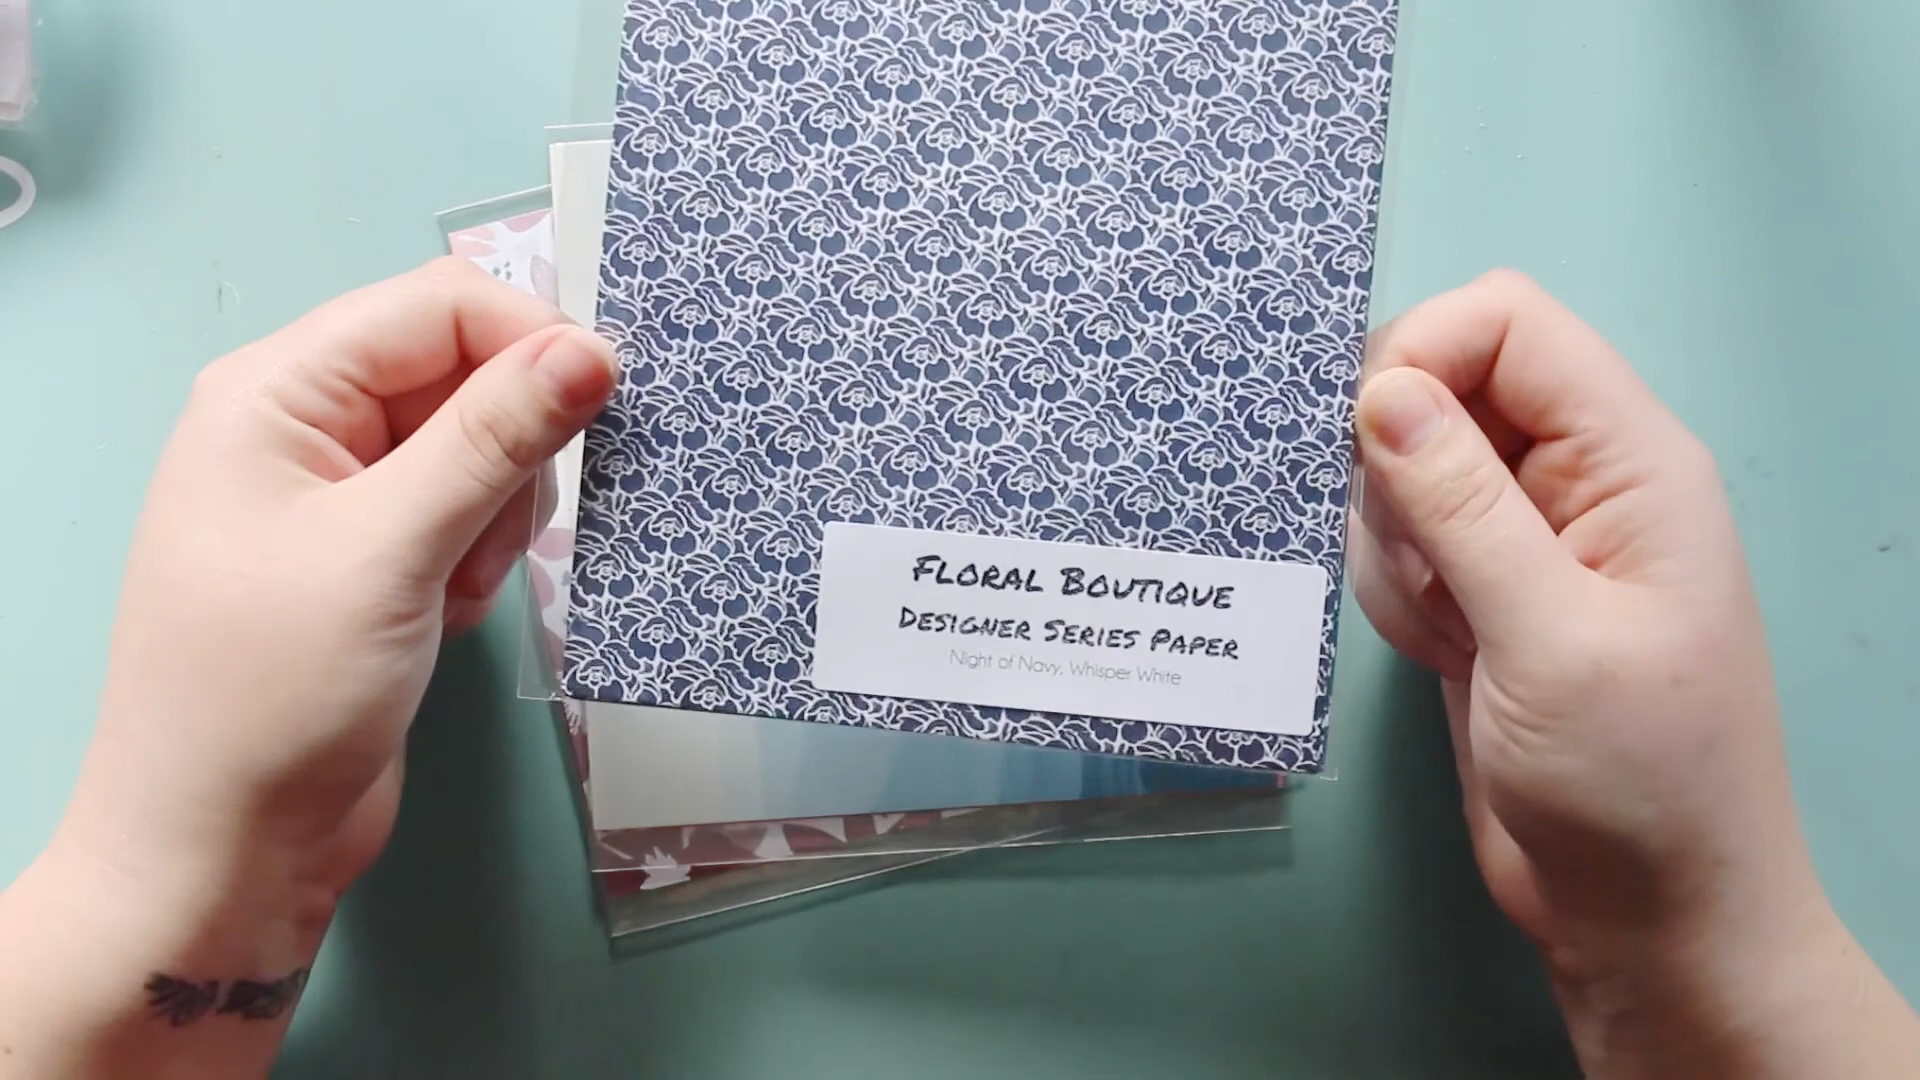 Floral Boutique
Designer Series Paper
Night of Navy, Whisper White